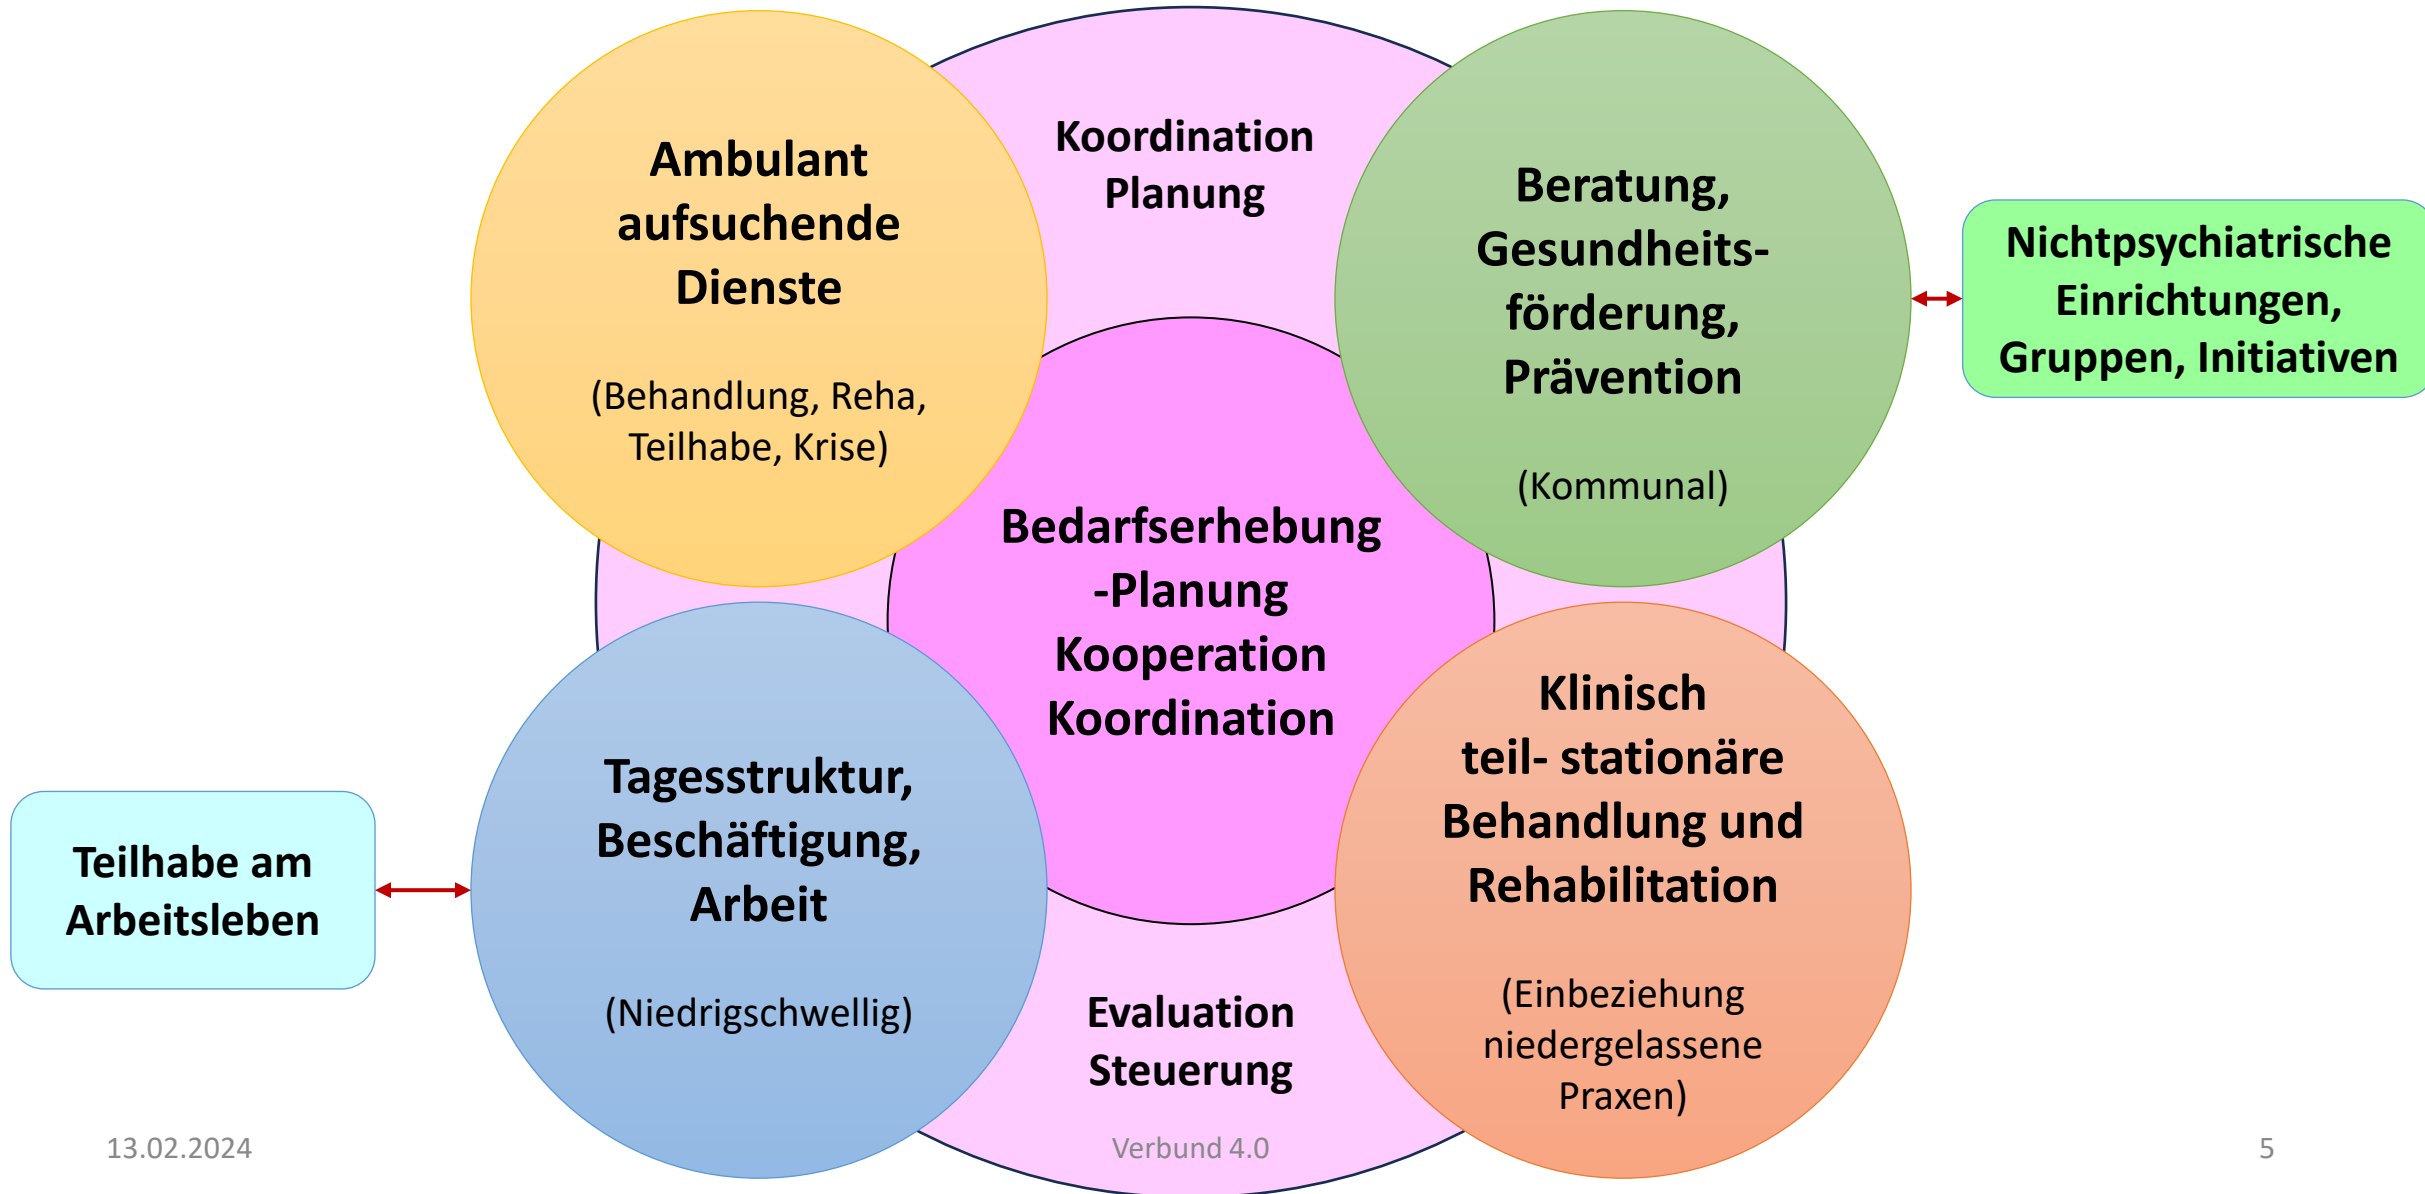 Koordination
Planung
Ambulant
aufsuchende
Dienste
(Behandlung, Reha,
Teilhabe, Krise)
Beratung,
Gesundheits-
förderung,
Prävention
(Kommunal)
Nichtpsychiatrische
Einrichtungen,
Gruppen, Initiativen
Bedarfserhebung
-Planung
Kooperation
Koordination
Teilhabe am
Arbeitsleben
Tagesstruktur,
Beschäftigung,
Arbeit
(Niedrigschwellig)
Klinisch
teil- stationäre
Behandlung und
Rehabilitation
(Einbeziehung
niedergelassene
Praxen)
Evaluation
Steuerung
13.02.2024
Verbund 4.0
5